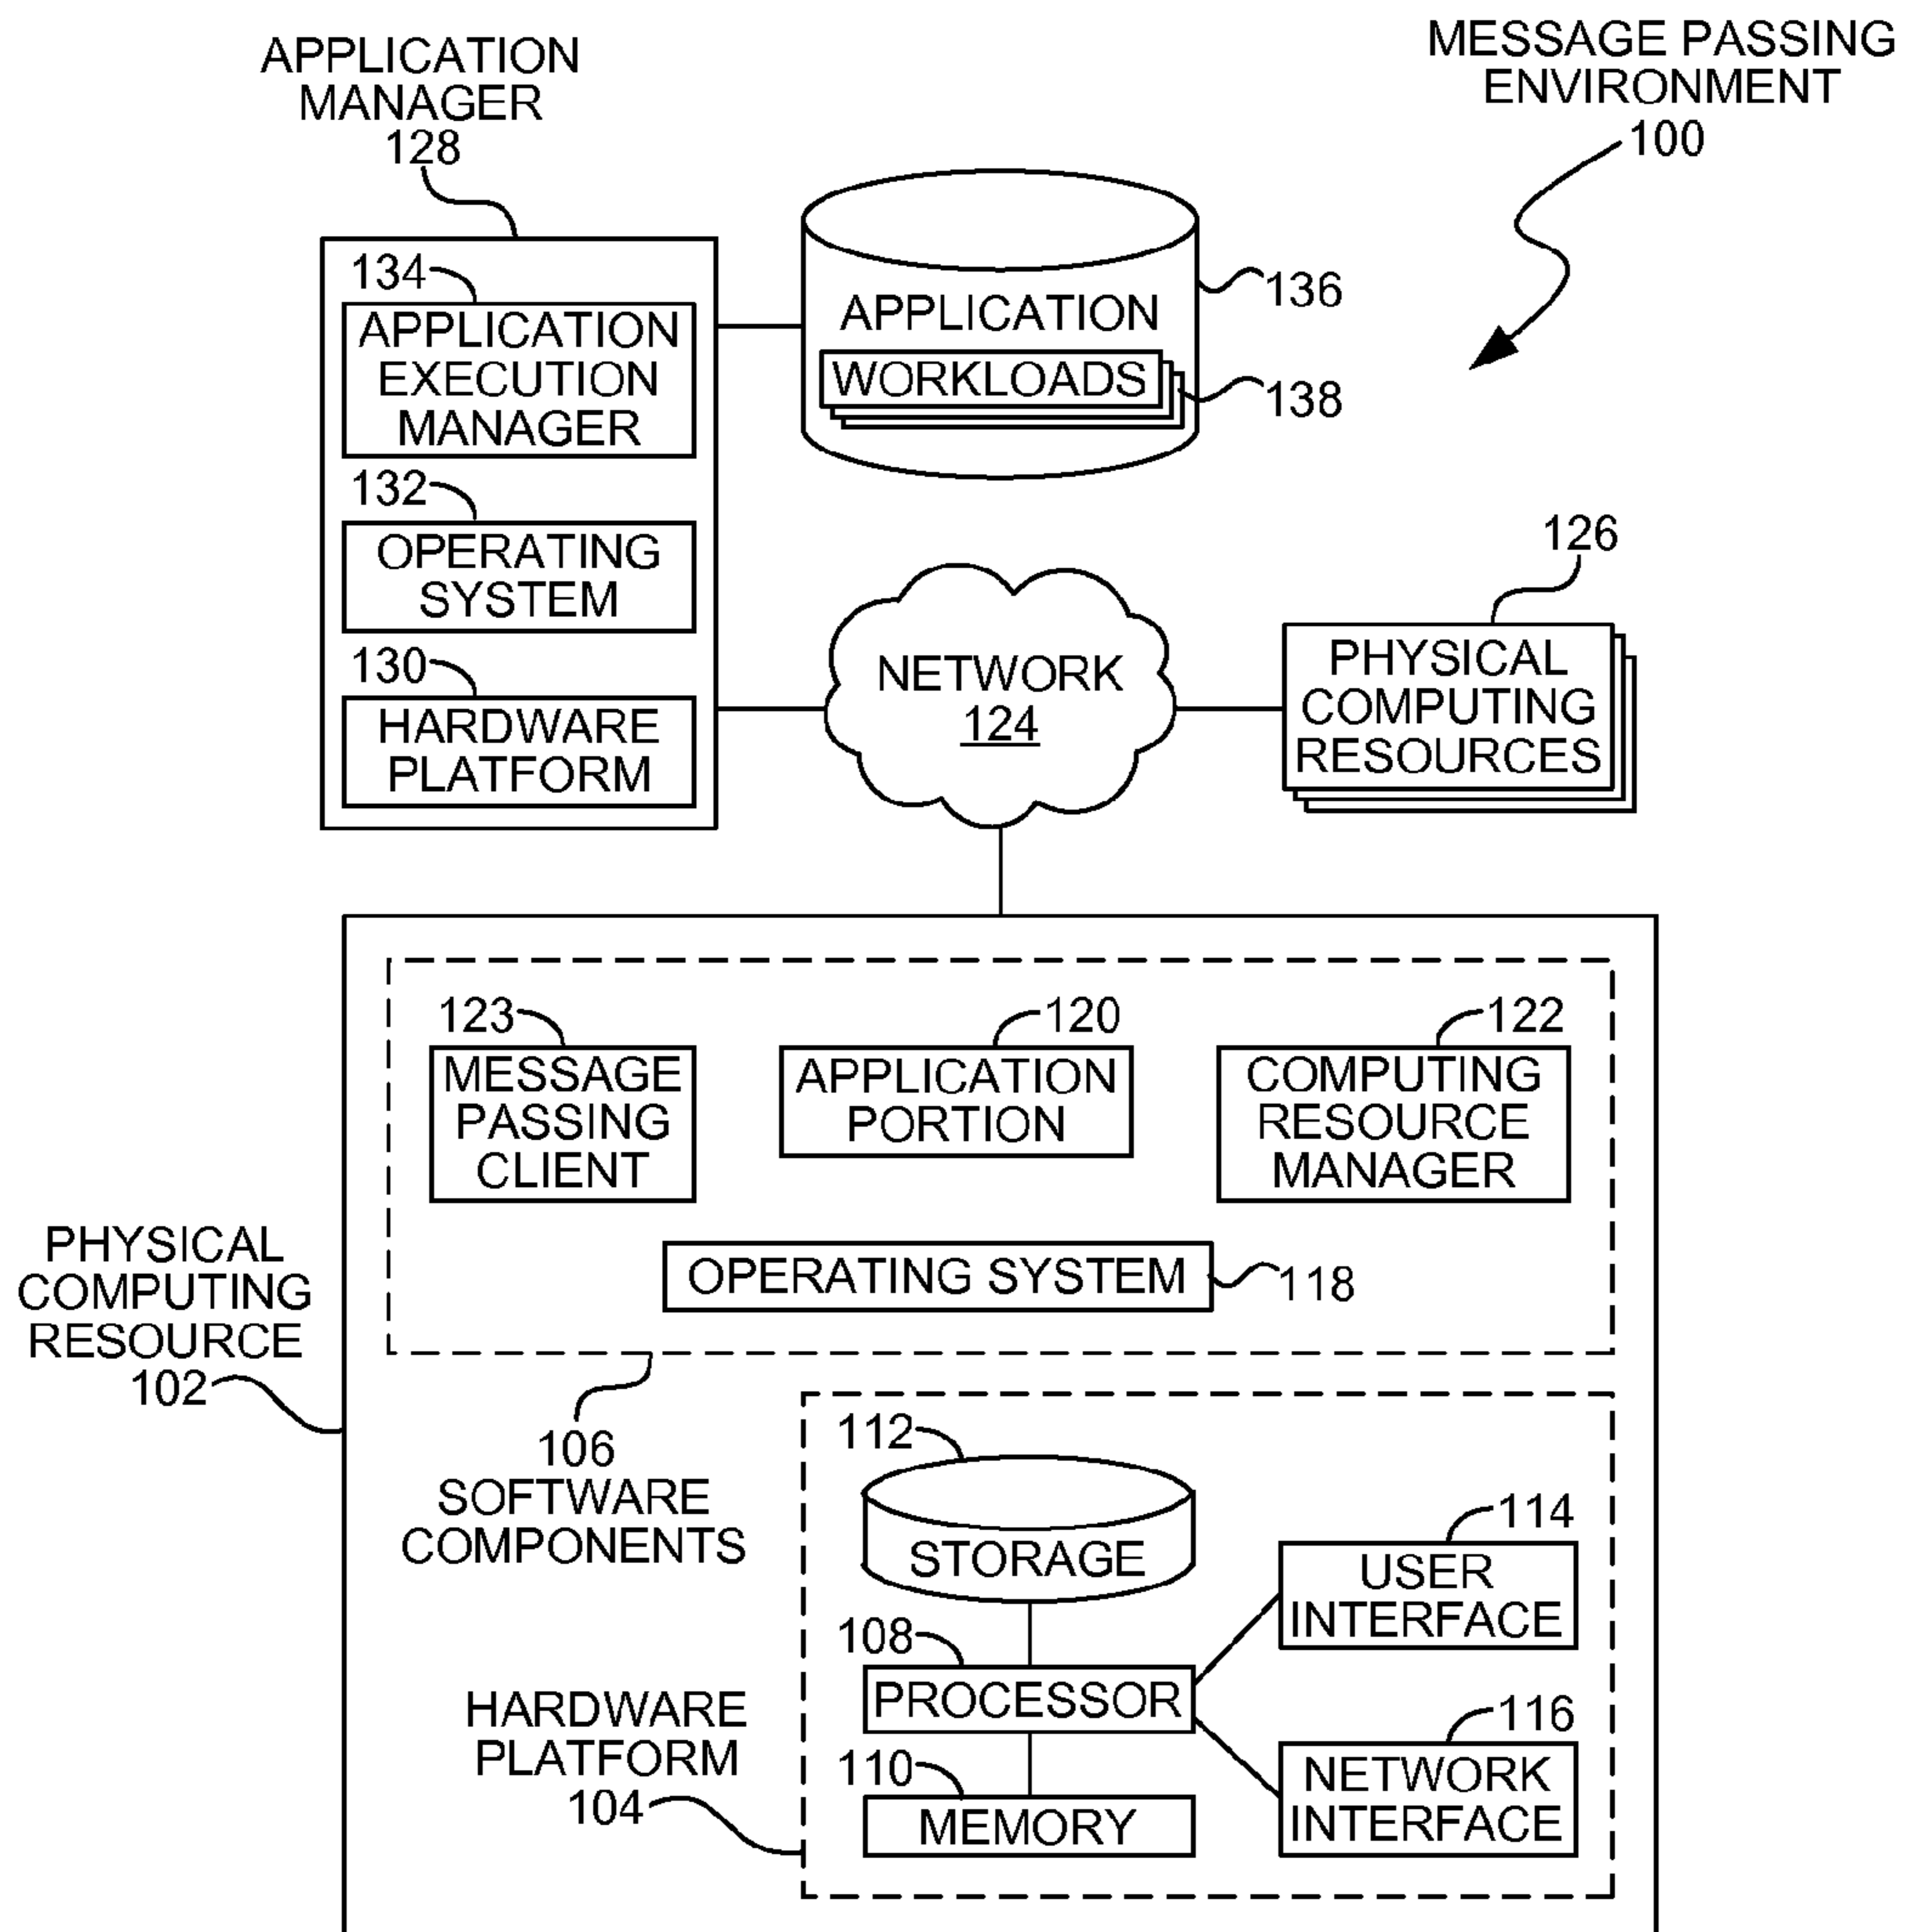 APPLICATION
MANAGER
128
MESSAGE PASSING
ENVIRONMENT
100
134
APPLICATION
EXECUTION
MANAGER
132
OPERATING
SYSTEM
130
HARDWARE
PLATFORM
APPLICATION
WORKLOADS
136
138
NETWORK
124
126
PHYSICAL
COMPUTING
RESOURCES
123
MESSAGE
PASSING
CLIENT
120
APPLICATION
PORTION
122
COMPUTING
RESOURCE
MANAGER
OPERATING SYSTEM
118
PHYSICAL
COMPUTING
RESOURCE
102
106
SOFTWARE
COMPONENTS
112
STORAGE
108
PROCESSOR
110
MEMORY
114
USER
INTERFACE
116
NETWORK
INTERFACE
HARDWARE
PLATFORM
104